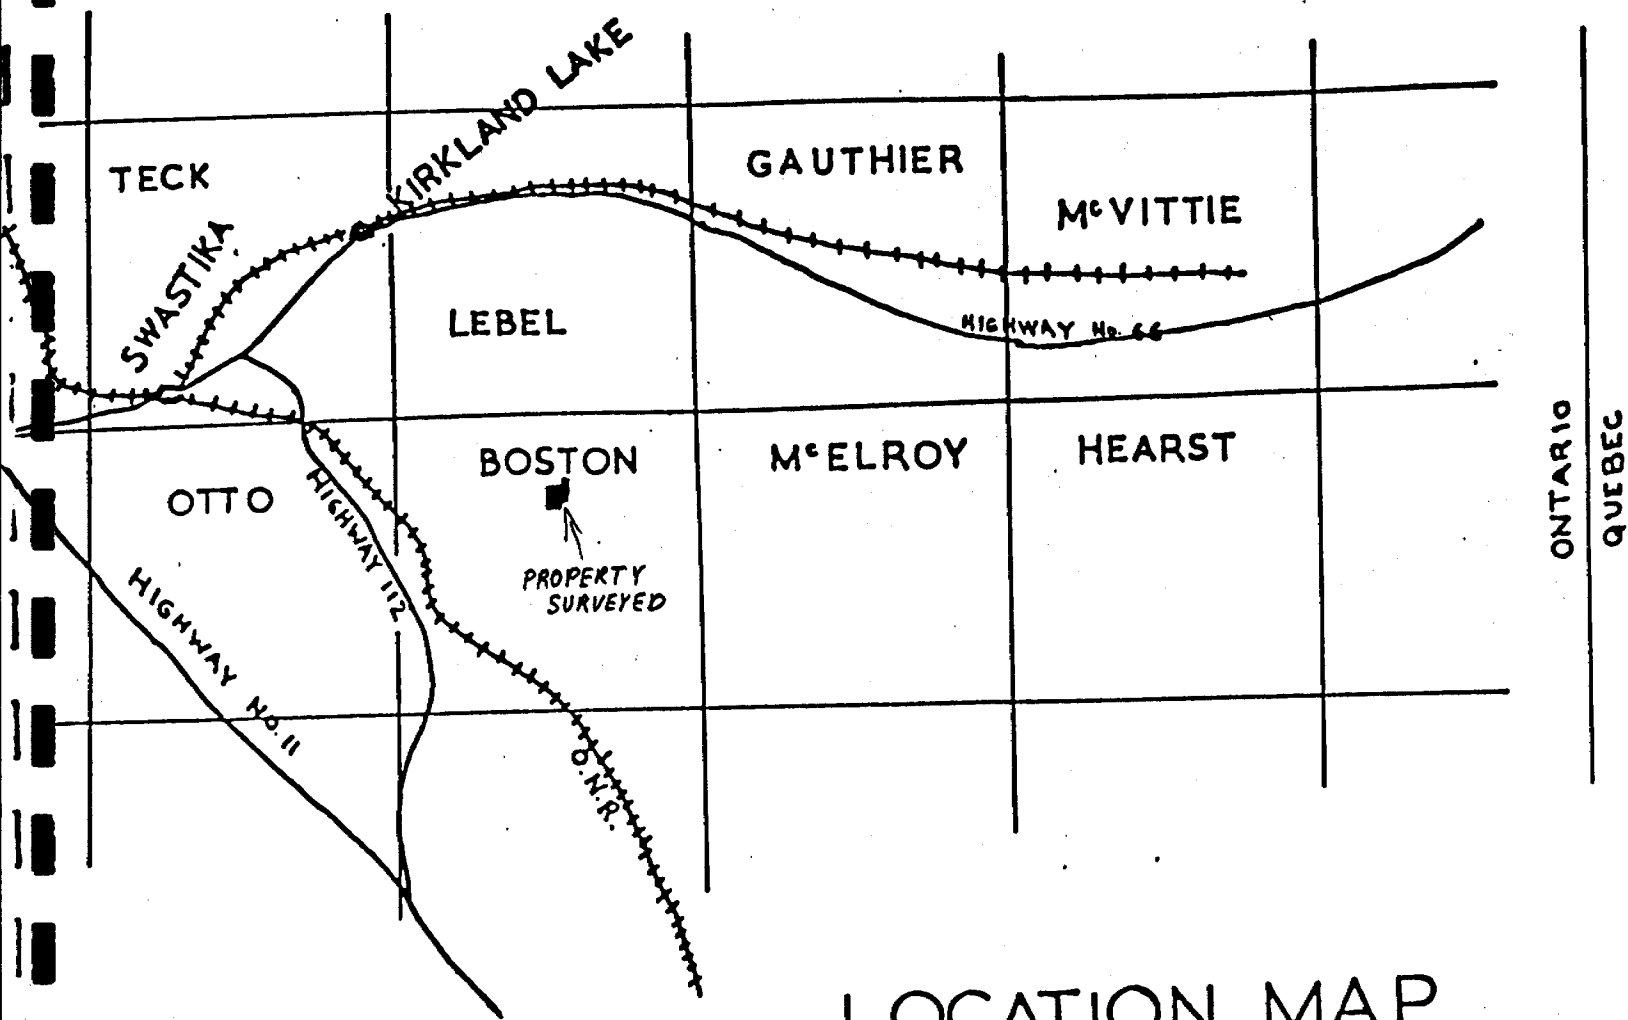 KIRKLAND LAKE
TECK
GAUTHIER
McVITTIE
SWASTIKA
LEBEL
HIGHWAY No. 66
BOSTON
McELROY
HEARST
ONTARIO
QUEBEC
OTTO
HIGHWAY 112
PROPERTY
SURVEYED
HIGHWAY No. 11
O.N.R.
LOCATION MAP